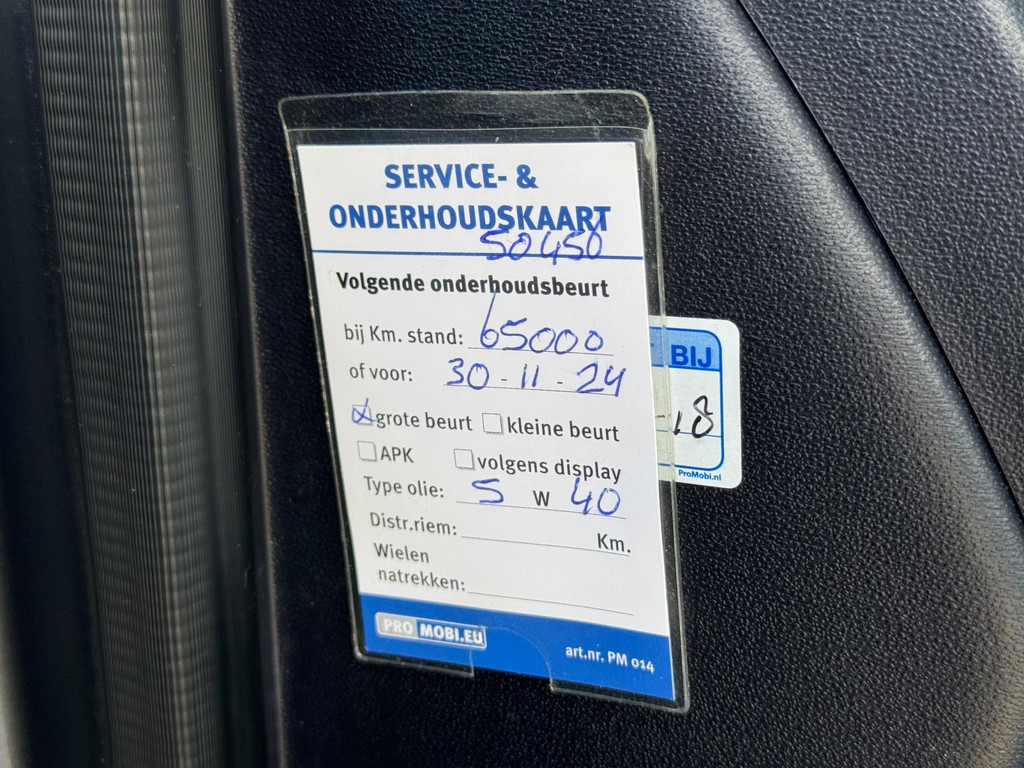 SERVICE- &
ONDERHOUDSKAART
50450
Volgende onderhoudsbeurt
bij Km. stand: 65000
of voor: 30-11-24
grote beurt kleine beurt
APK volgens display
Type olie: 5 W 40
Distr.riem: Km.
Wielen
natrekken:
PRO MOBI.EU art.nr. PM 014
BIJ
-18
ProMobi.nl